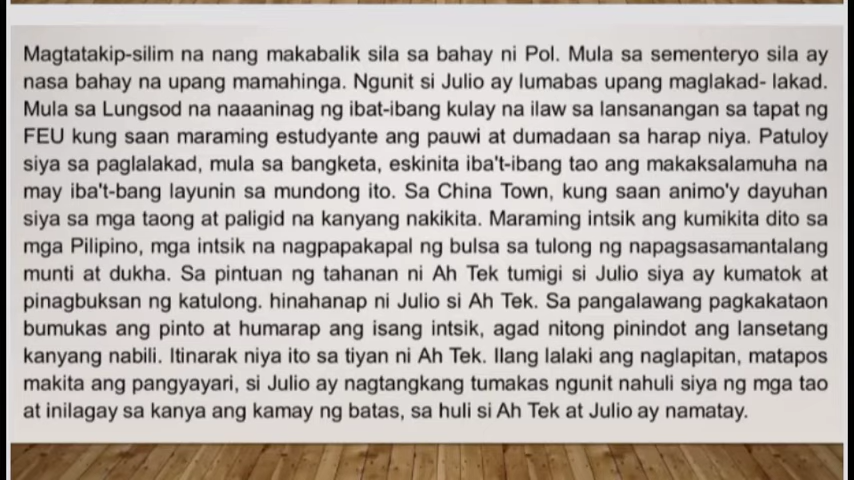 Magtatakip-silim na nang makabalik sila sa bahay ni Pol. Mula sa sementeryo sila ay
nasa bahay na upang mamahinga. Ngunit si Julio ay lumabas upang maglakad- lakad.
Mula sa Lungsod na naaaninag ng ibat-ibang kulay na ilaw sa lansanangan sa tapat ng
FEU kung saan maraming estudyante ang pauwi at dumadaan sa harap niya. Patuloy
siya sa paglalakad, mula sa bangketa, eskinita iba't-ibang tao ang makaksalamuha na
may iba't-bang layunin sa mundong ito. Sa China Town, kung saan animo'y dayuhan
siya sa mga taong at paligid na kanyang nakikita. Maraming intsik ang kumikita dito sa
mga Pilipino, mga intsik na nagpapakapal ng bulsa sa tulong ng napagsasamantalang
munti at dukha. Sa pintuan ng tahanan ni Ah Tek tumigi si Julio siya ay kumatok at
pinagbuksan ng katulong. hinahanap ni Julio si Ah Tek. Sa pangalawang pagkakataon
bumukas ang pinto at humarap ang isang intsik, agad nitong pinindot ang lansetang
kanyang nabili. Itinarak niya ito sa tiyan ni Ah Tek. Ilang lalaki ang naglapitan, matapos
makita ang pangyayari, si Julio ay nagtangkang tumakas ngunit nahuli siya ng mga tao
at inilagay sa kanya ang kamay ng batas, sa huli si Ah Tek at Julio ay namatay.